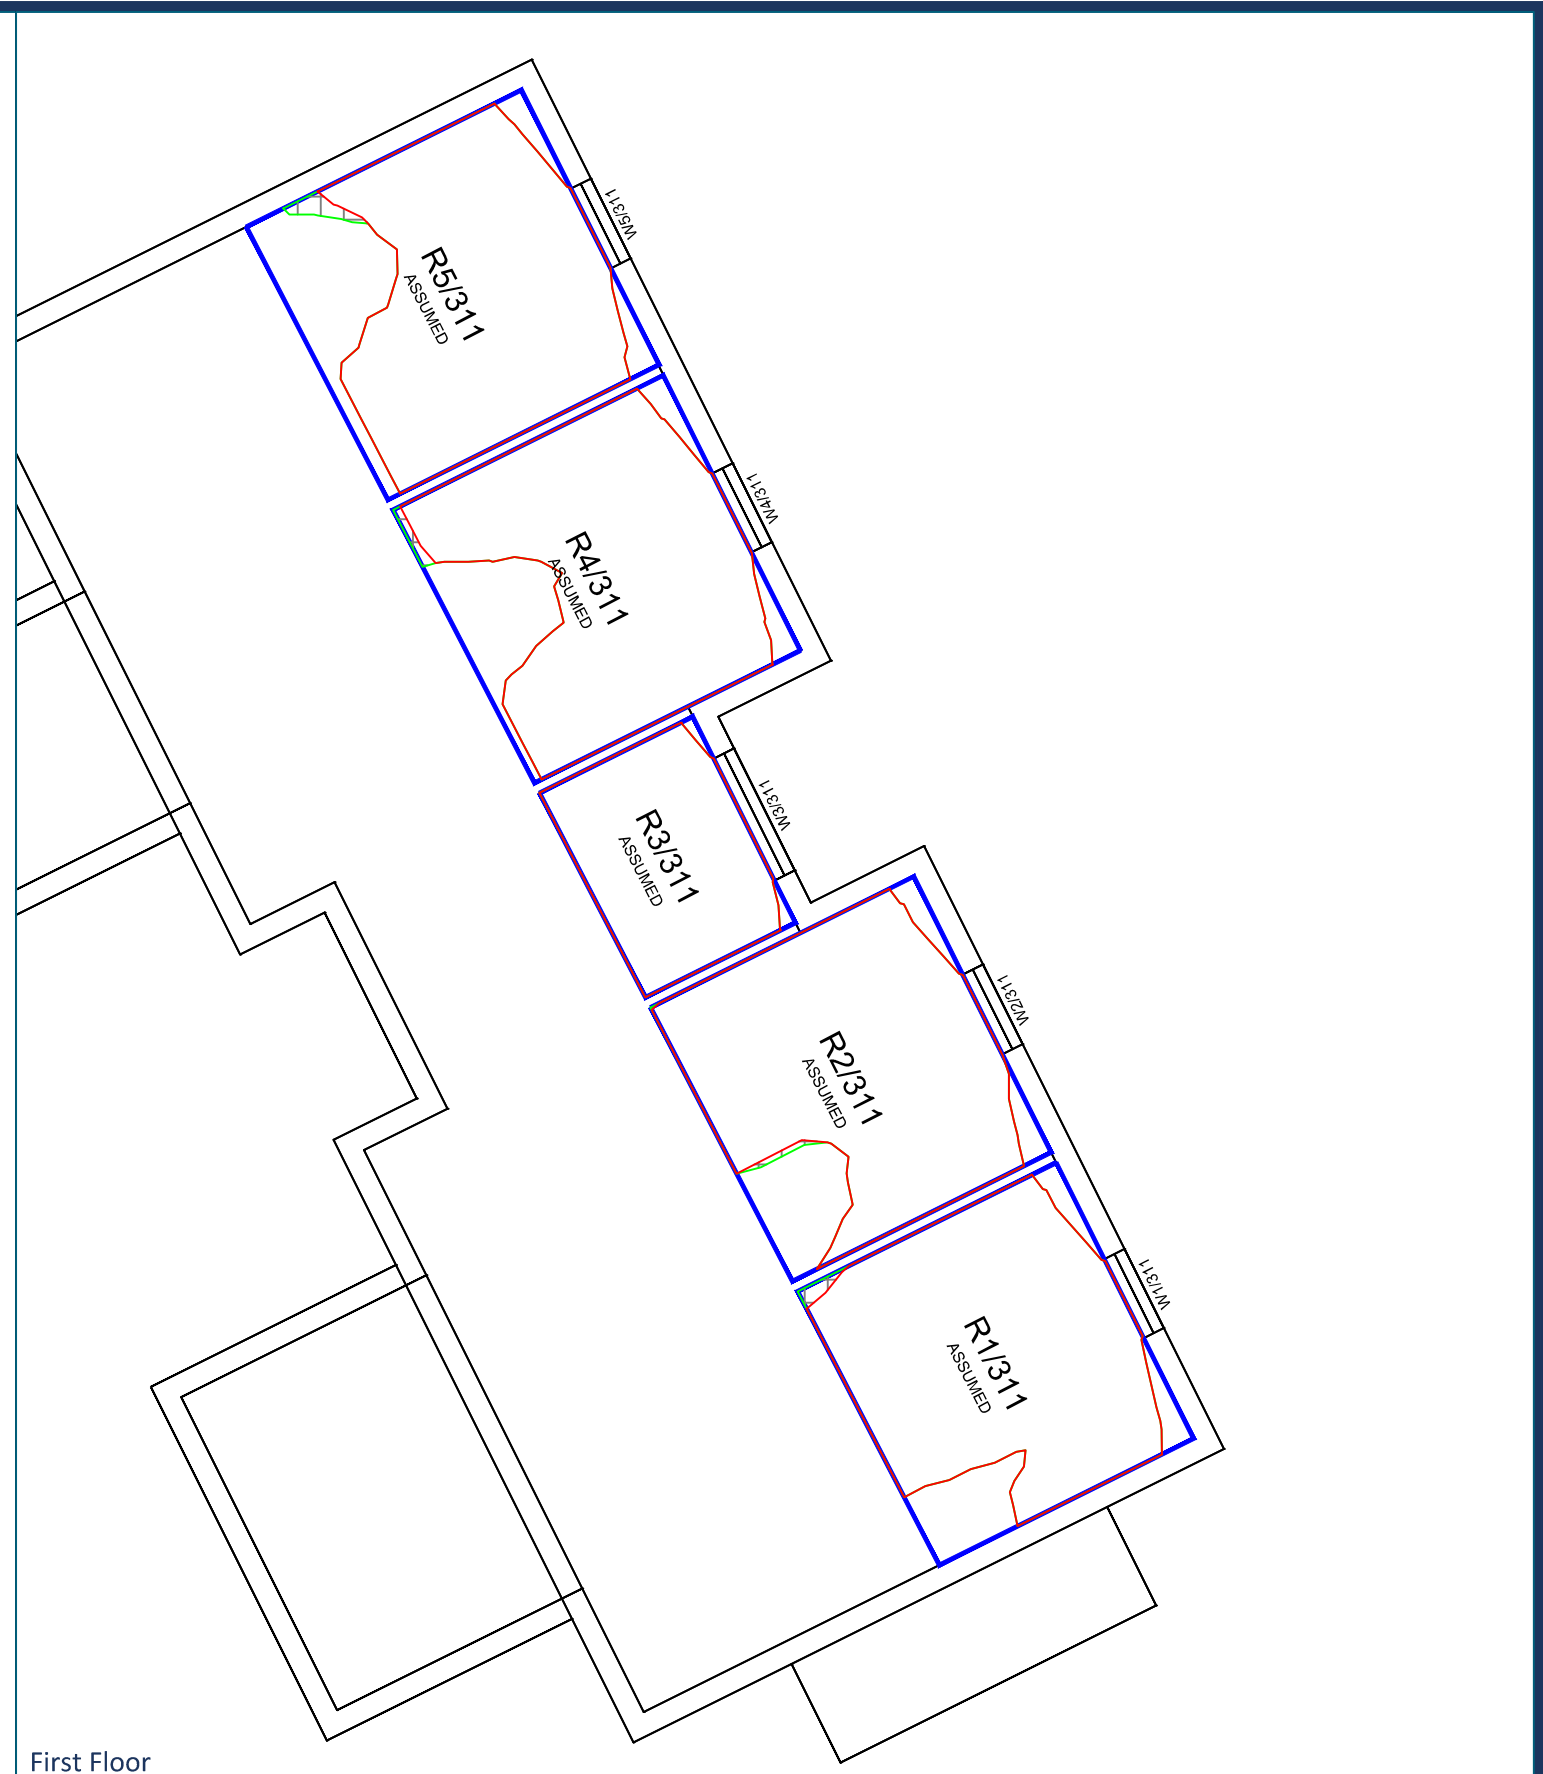 W5/311
R5/311
ASSUMED
W4/311
R4/311
ASSUMED
W3/311
R3/311
ASSUMED
W2/311
R2/311
ASSUMED
W1/311
R1/311
ASSUMED
First Floor